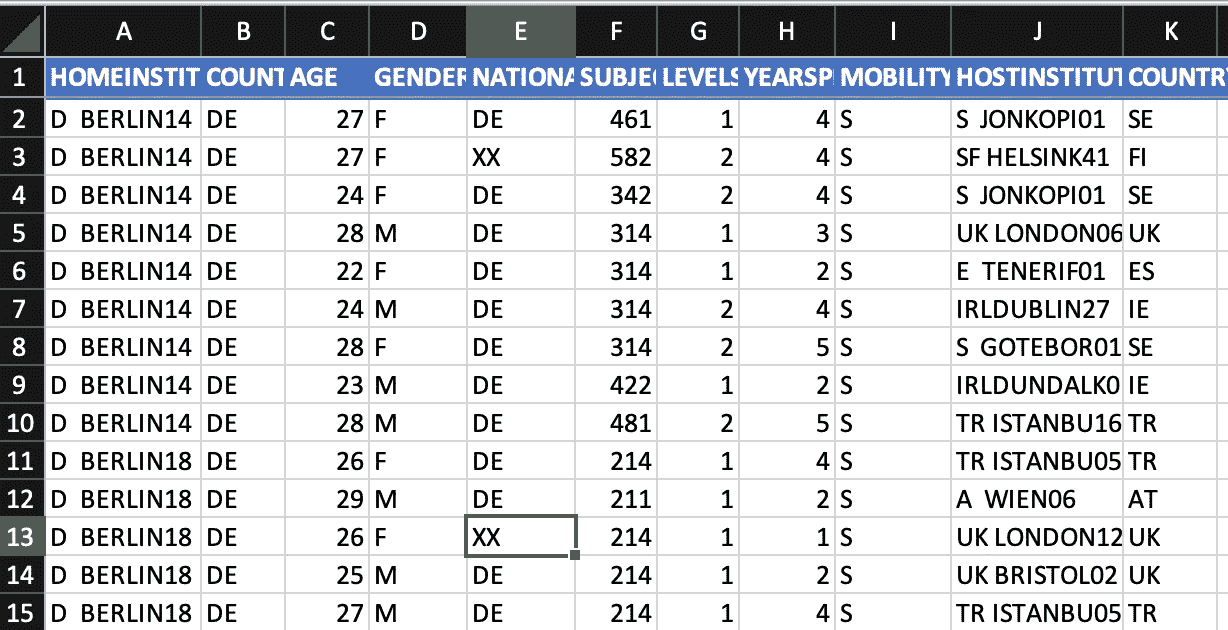 A B C D E F G H I J K
1 HOMEINSTIT COUNT AGE GENDER NATIONA SUBJE LEVELS YEARSP MOBILITY HOSTINSTITUT COUNTRY
2 D  BERLIN14 DE 27 F DE 461 1 4 S S  JONKOPI01 SE
3 D  BERLIN14 DE 27 F XX 582 2 4 S SF HELSINK41 FI
4 D  BERLIN14 DE 24 F DE 342 2 4 S S  JONKOPI01 SE
5 D  BERLIN14 DE 28 M DE 314 1 3 S UK LONDON06 UK
6 D  BERLIN14 DE 22 F DE 314 1 2 S E  TENERIF01 ES
7 D  BERLIN14 DE 24 M DE 314 2 4 S IRLDUBLIN27 IE
8 D  BERLIN14 DE 28 F DE 314 2 5 S S  GOTEBOR01 SE
9 D  BERLIN14 DE 23 M DE 422 1 2 S IRLDUNDALK0 IE
10 D  BERLIN14 DE 28 M DE 481 2 5 S TR ISTANBU16 TR
11 D  BERLIN18 DE 26 F DE 214 1 4 S TR ISTANBU05 TR
12 D  BERLIN18 DE 29 M DE 211 1 2 S A  WIEN06 AT
13 D  BERLIN18 DE 26 F XX 214 1 1 S UK LONDON12 UK
14 D  BERLIN18 DE 25 M DE 214 1 2 S UK BRISTOL02 UK
15 D  BERLIN18 DE 27 M DE 214 1 4 S TR ISTANBU05 TR